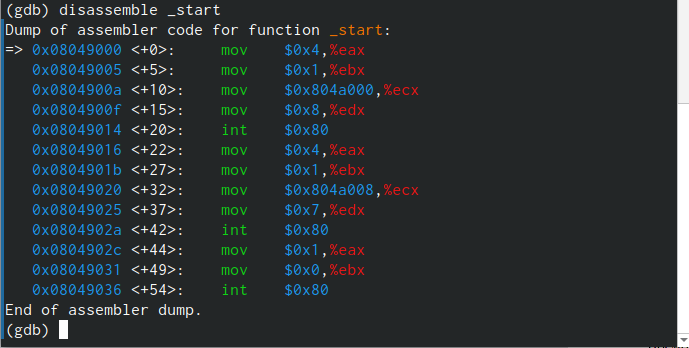 (gdb) disassemble _start
Dump of assembler code for function _start:
=> 0x08049000 <+0>:     mov    $0x4,%eax
   0x08049005 <+5>:     mov    $0x1,%ebx
   0x0804900a <+10>:    mov    $0x804a000,%ecx
   0x0804900f <+15>:    mov    $0x8,%edx
   0x08049014 <+20>:    int    $0x80
   0x08049016 <+22>:    mov    $0x4,%eax
   0x0804901b <+27>:    mov    $0x1,%ebx
   0x08049020 <+32>:    mov    $0x804a008,%ecx
   0x08049025 <+37>:    mov    $0x7,%edx
   0x0804902a <+42>:    int    $0x80
   0x0804902c <+44>:    mov    $0x1,%eax
   0x08049031 <+49>:    mov    $0x0,%ebx
   0x08049036 <+54>:    int    $0x80
End of assembler dump.
(gdb)